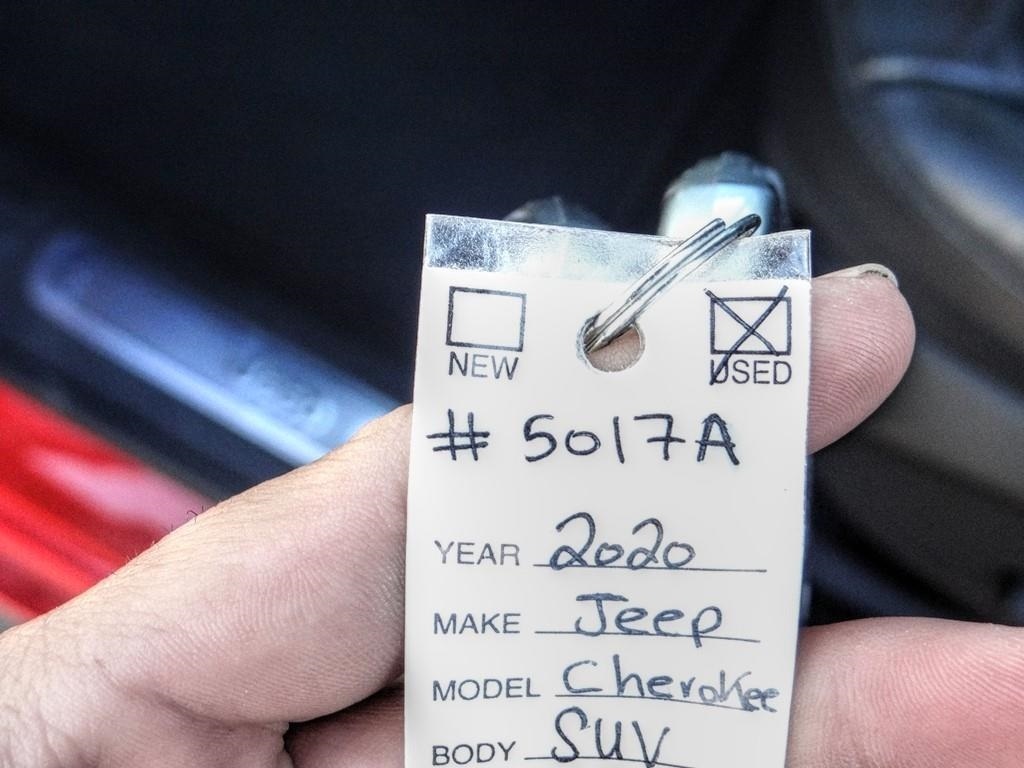 NEW USED
# 5017A
YEAR 2020
MAKE Jeep
MODEL Cherokee
BODY SUV